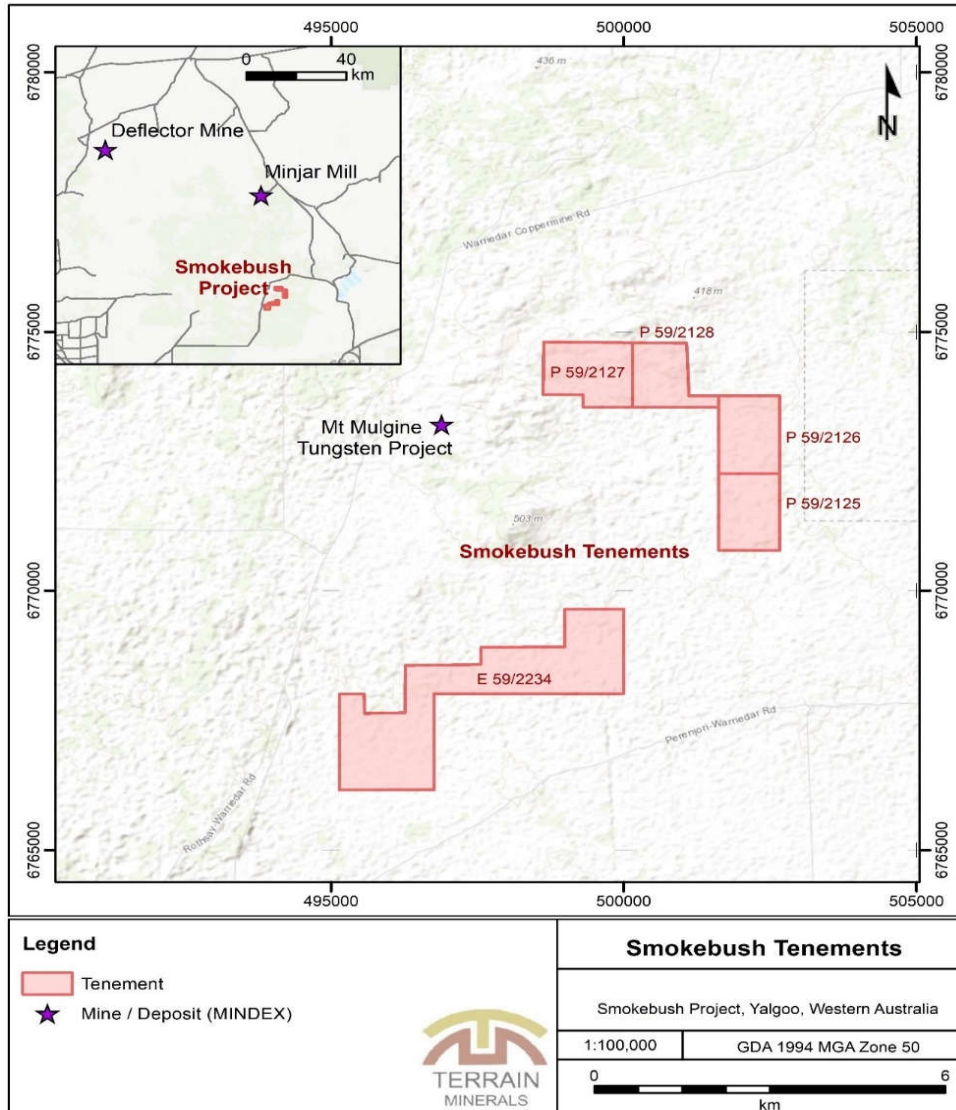 495000
500000
505000
6780000
6780000
0
40
km
Deflector Mine
Minjar Mill
Smokebush
Project
436 m
N
Warriedar Coppermine Rd
418 m
6775000
6775000
P 59/2128
P 59/2127
P 59/2126
P 59/2125
Mt Mulgine
Tungsten Project
503 m
Smokebush Tenements
6770000
6770000
E 59/2234
Perenjori-Warriedar Rd
Rothsay-Warriedar Rd
6765000
6765000
495000
500000
505000
Legend
Tenement
Mine / Deposit (MINDEX)
TERRAIN
MINERALS
Smokebush Tenements
Smokebush Project, Yalgoo, Western Australia
1:100,000
GDA 1994 MGA Zone 50
0
6
km